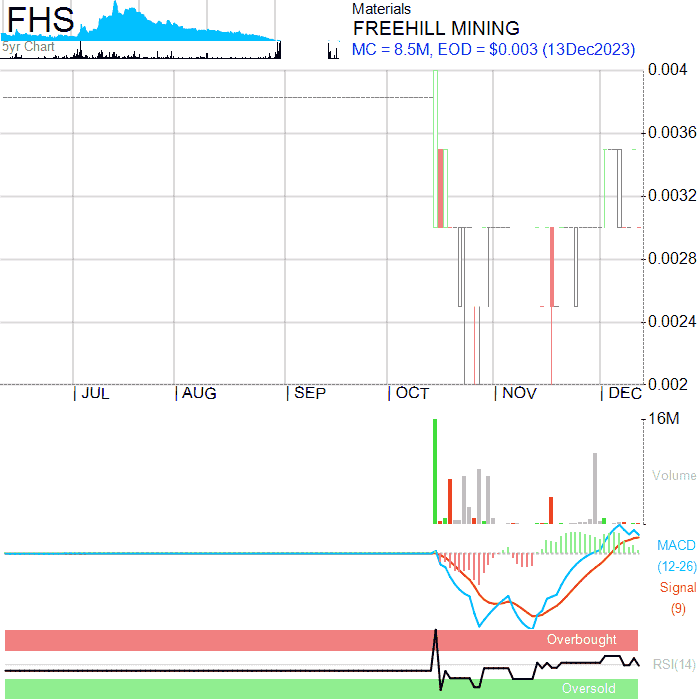 FHS
5yr Chart
Materials
FREEHILL MINING
MC = 8.5M, EOD = $0.003 (13Dec2023)
0.004
0.0036
0.0032
0.0028
0.0024
0.002
| JUL | AUG | SEP | OCT | NOV | DEC
16M
Volume
MACD
(12-26)
Signal
(9)
Overbought
RSI(14)
Oversold